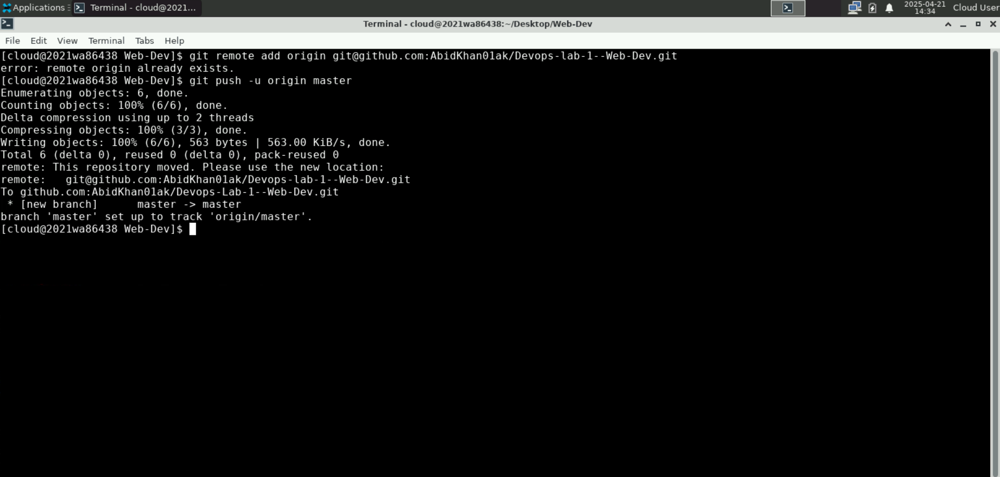 Applications
Terminal - cloud@2021...
2025-04-21
14:34
Cloud User
Terminal - cloud@2021wa86438:~/Desktop/Web-Dev
File Edit View Terminal Tabs Help
[cloud@2021wa86438 Web-Dev]$ git remote add origin git@github.com:AbidKhan01ak/Devops-lab-1--Web-Dev.git
error: remote origin already exists.
[cloud@2021wa86438 Web-Dev]$ git push -u origin master
Enumerating objects: 6, done.
Counting objects: 100% (6/6), done.
Delta compression using up to 2 threads
Compressing objects: 100% (3/3), done.
Writing objects: 100% (6/6), 563 bytes | 563.00 KiB/s, done.
Total 6 (delta 0), reused 0 (delta 0), pack-reused 0
remote: This repository moved. Please use the new location:
remote:   git@github.com:AbidKhan01ak/Devops-lab-1--Web-Dev.git
To github.com:AbidKhan01ak/Devops-Lab-1--Web-Dev.git
 * [new branch]      master -> master
branch 'master' set up to track 'origin/master'.
[cloud@2021wa86438 Web-Dev]$